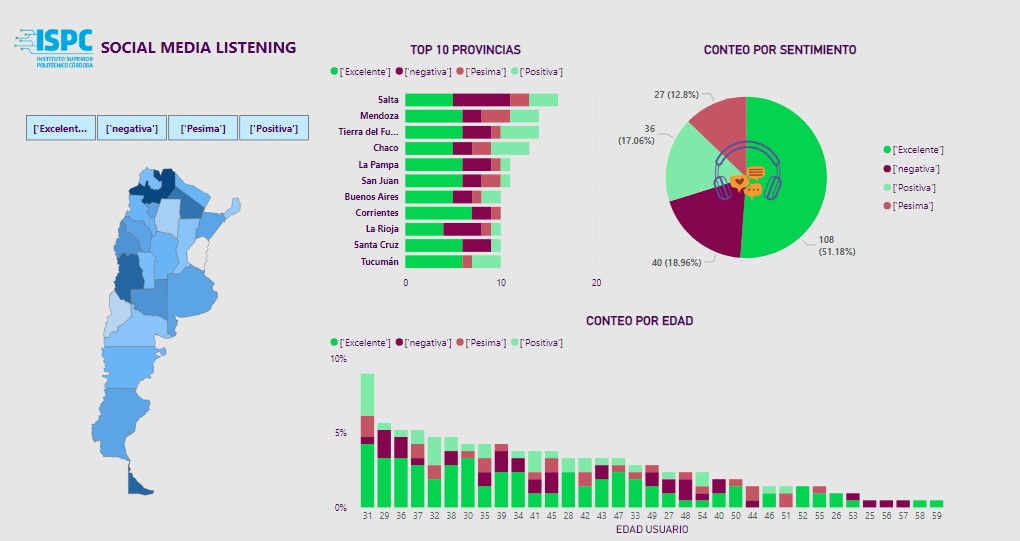 ISPC
INSTITUTO SUPERIOR
POLITÉCNICO CÓRDOBA
SOCIAL MEDIA LISTENING
['Excelent...
['negativa']
['Pesima']
['Positiva']
TOP 10 PROVINCIAS
['Excelente'] ['negativa'] ['Pesima'] ['Positiva']
Salta
Mendoza
Tierra del Fu...
Chaco
La Pampa
San Juan
Buenos Aires
Corrientes
La Rioja
Santa Cruz
Tucumán
0 10 20
CONTEO POR SENTIMIENTO
27 (12.8%)
36
(17.06%)
40 (18.96%)
108
(51.18%)
['Excelente']
['negativa']
['Positiva']
['Pesima']
CONTEO POR EDAD
['Excelente'] ['negativa'] ['Pesima'] ['Positiva']
10%
5%
0%
31 29 36 37 32 38 30 35 39 34 41 45 28 42 43 47 33 49 27 48 54 40 50 44 46 51 52 55 26 53 25 56 57 58 59
EDAD USUARIO